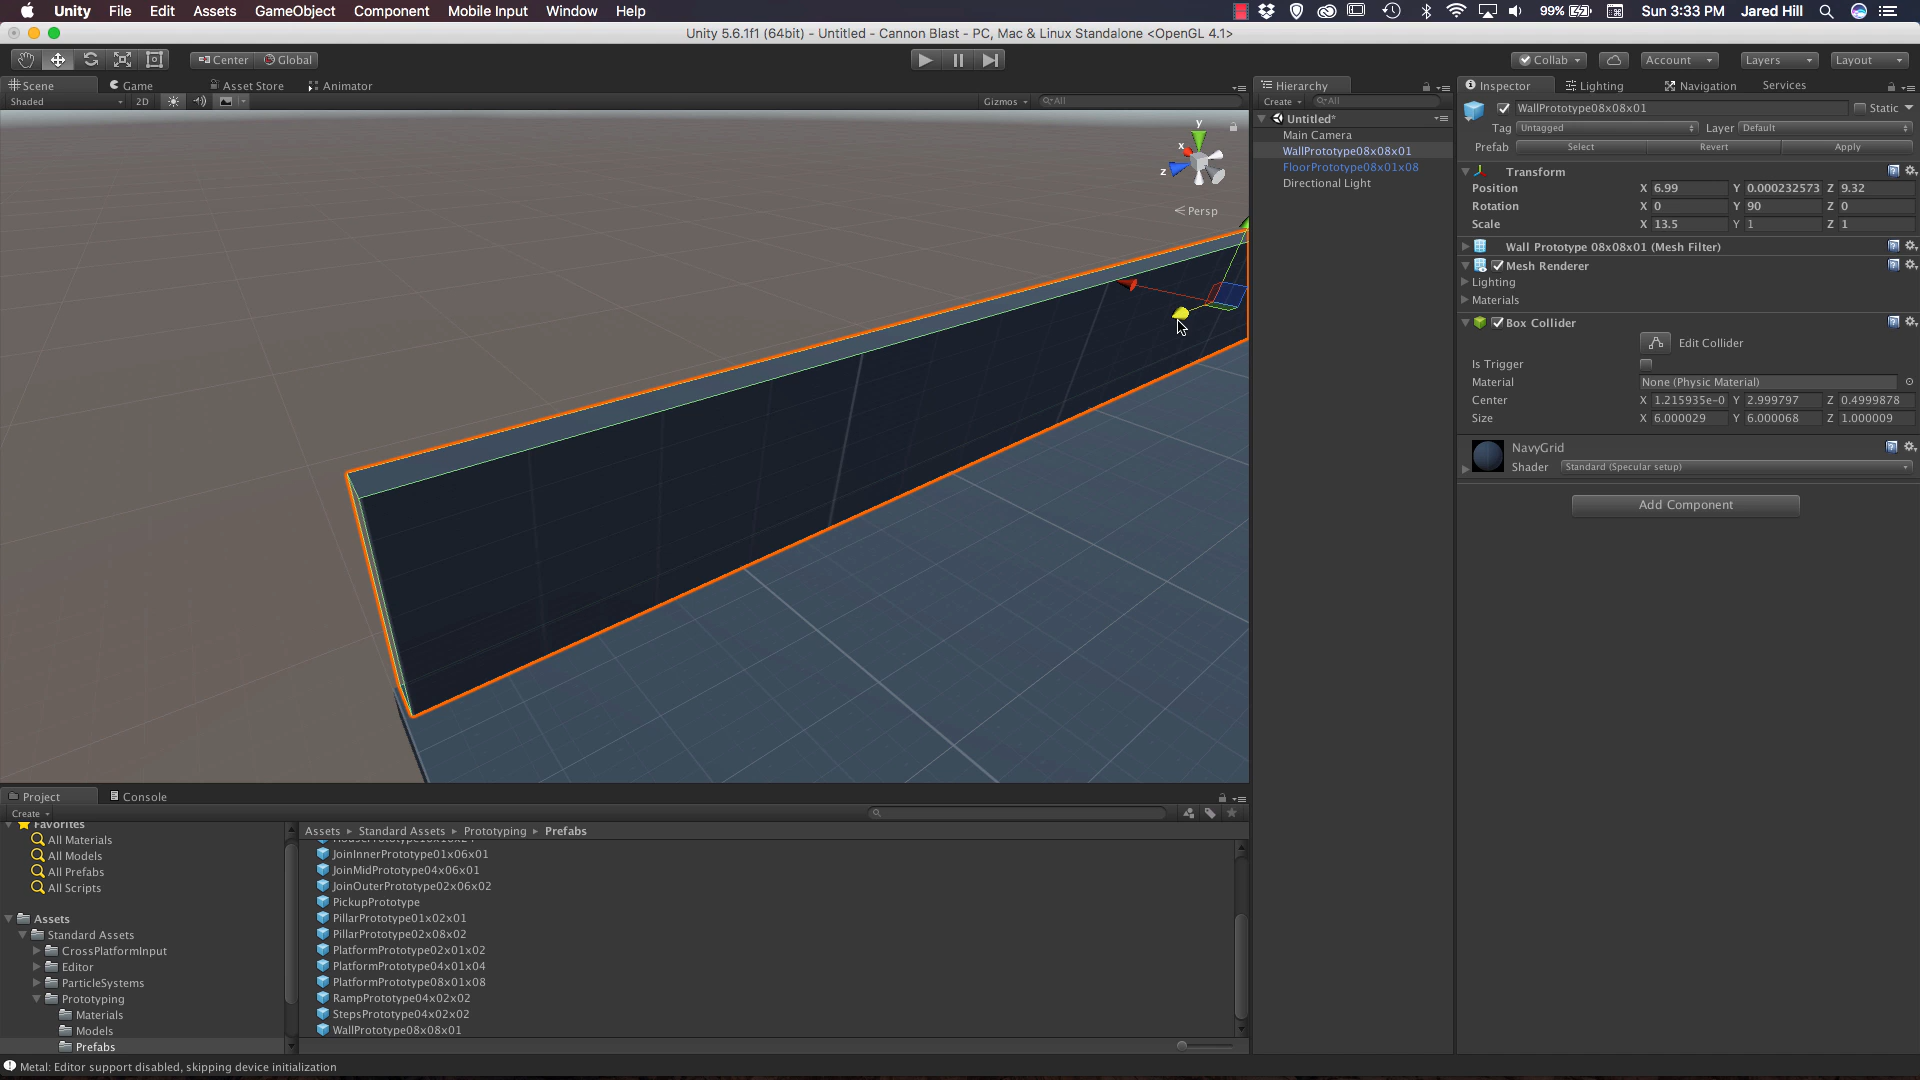 Unity File Edit Assets GameObject Component Mobile Input Window Help 99% Sun 3:33 PM Jared Hill
Unity 5.6.1f1 (64bit) - Untitled - Cannon Blast - PC, Mac & Linux Standalone <OpenGL 4.1>
Center Global Collab Account Layers Layout
Scene Game Asset Store Animator
Shaded 2D Gizmos All
y
x
z
Persp
Hierarchy
Create All
Untitled*
Main Camera
WallPrototype08x08x01
FloorPrototype08x01x08
Directional Light
Inspector Lighting Navigation Services
WallPrototype08x08x01 Static
Tag Untagged Layer Default
Prefab Select Revert Apply
Transform
Position X 6.99 Y 0.000232573 Z 9.32
Rotation X 0 Y 90 Z 0
Scale X 13.5 Y 1 Z 1
Wall Prototype 08x08x01 (Mesh Filter)
Mesh Renderer
Lighting
Materials
Box Collider
Edit Collider
Is Trigger
Material None (Physic Material)
Center X 1.215935e-0 Y 2.999797 Z 0.4999878
Size X 6.000029 Y 6.000068 Z 1.000009
NavyGrid
Shader Standard (Specular setup)
Add Component
Project Console
Create
Favorites
All Materials
All Models
All Prefabs
All Scripts
Assets
Standard Assets
CrossPlatformInput
Editor
ParticleSystems
Prototyping
Materials
Models
Prefabs
Assets Standard Assets Prototyping Prefabs
JoinInnerPrototype01x06x01
JoinMidPrototype04x06x01
JoinOuterPrototype02x06x02
PickupPrototype
PillarPrototype01x02x01
PillarPrototype02x08x02
PlatformPrototype02x01x02
PlatformPrototype04x01x04
PlatformPrototype08x01x08
RampPrototype04x02x02
StepsPrototype04x02x02
WallPrototype08x08x01
Metal: Editor support disabled, skipping device initialization